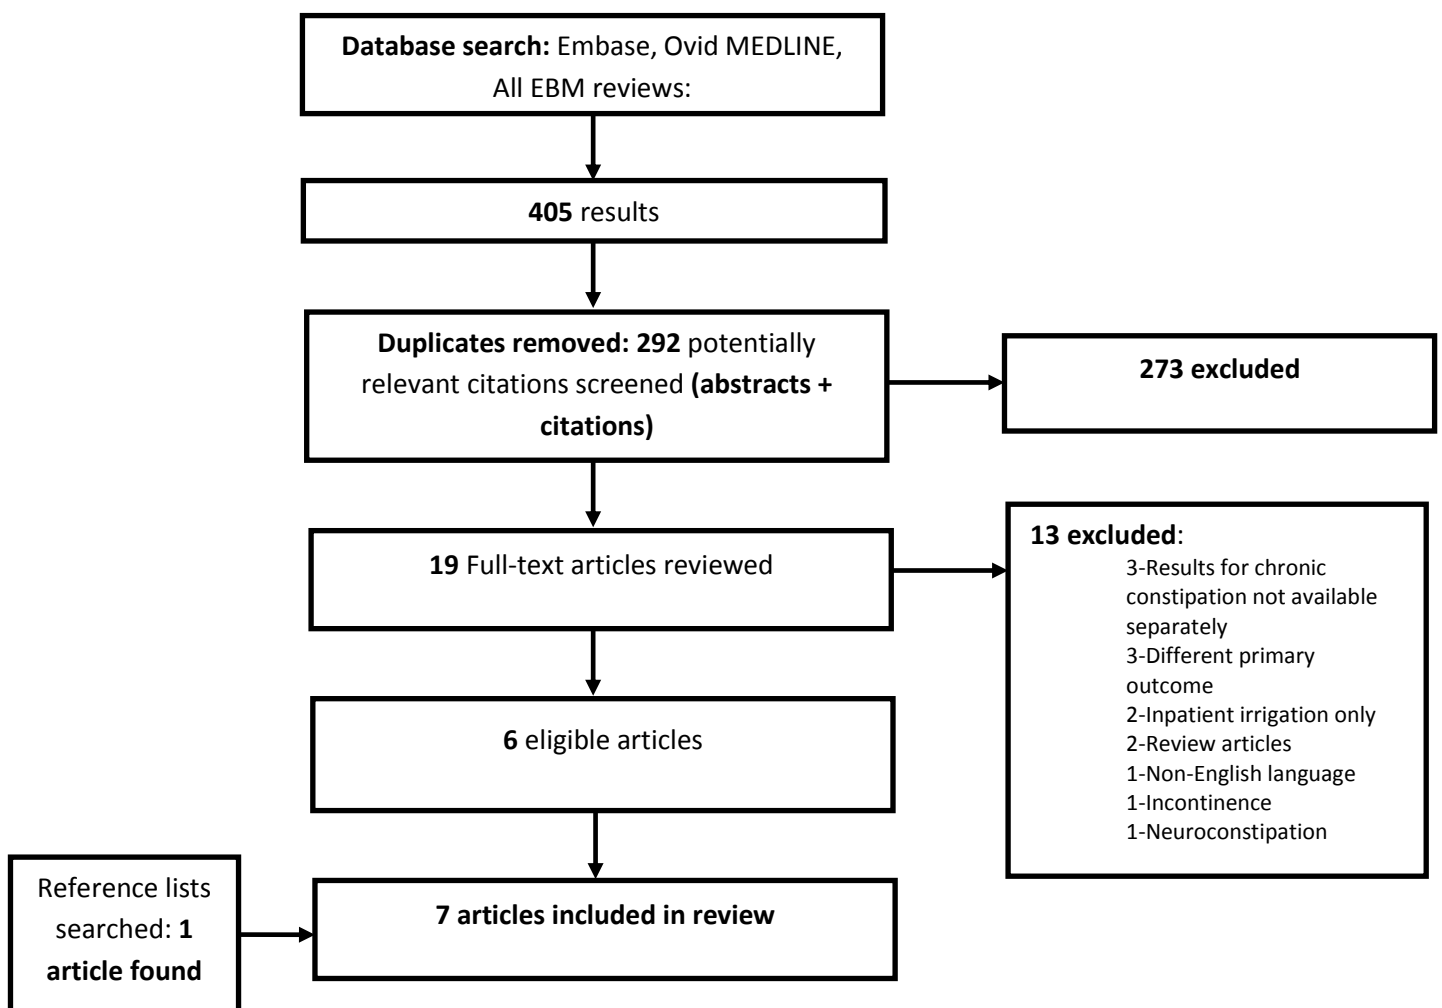 Database search: Embase, Ovid MEDLINE,
All EBM reviews:
405 results
Duplicates removed: 292 potentially
relevant citations screened (abstracts +
citations)
273 excluded
19 Full-text articles reviewed
13 excluded:
3-Results for chronic
constipation not available
separately
3-Different primary
outcome
2-Inpatient irrigation only
2-Review articles
1-Non-English language
1-Incontinence
1-Neuroconstipation
6 eligible articles
Reference lists
searched: 1
article found
7 articles included in review